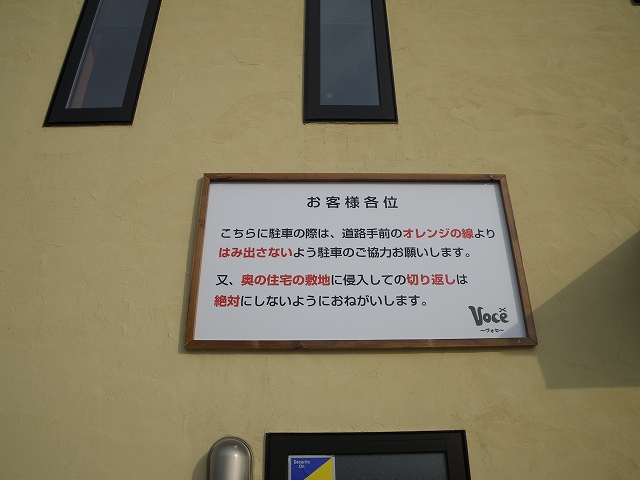 お客様各位
こちらに駐車の際は、道路手前のオレンジの線より
はみ出さないよう駐車のご協力お願いします。
又、奥の住宅の敷地に侵入しての切り返しは
絶対にしないようにおねがいします。
Voce
～ヴォセ～
Security
On